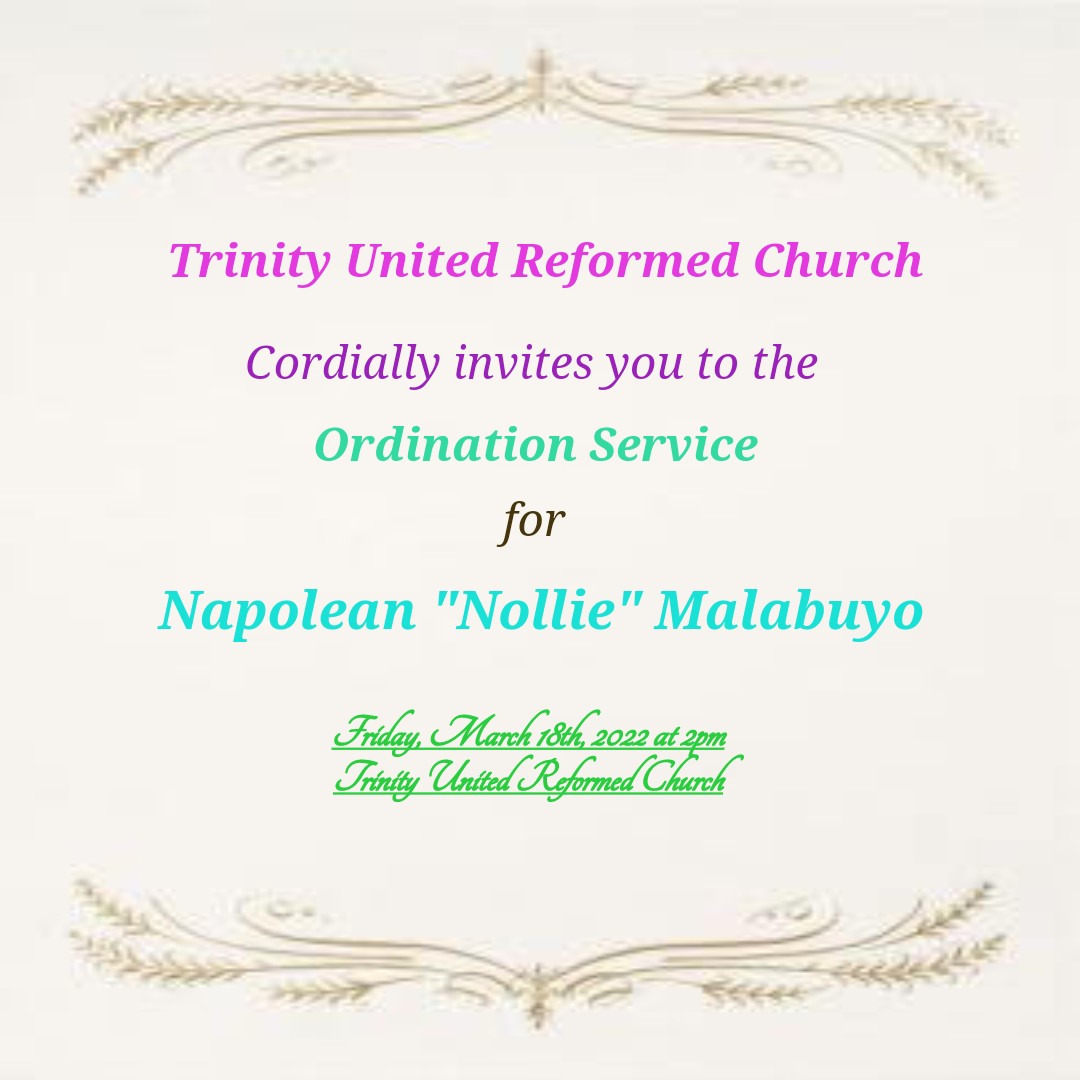 Trinity United Reformed Church
Cordially invites you to the
Ordination Service
for
Napolean "Nollie" Malabuyo
Friday, March 18th, 2022 at 2pm
Trinity United Reformed Church